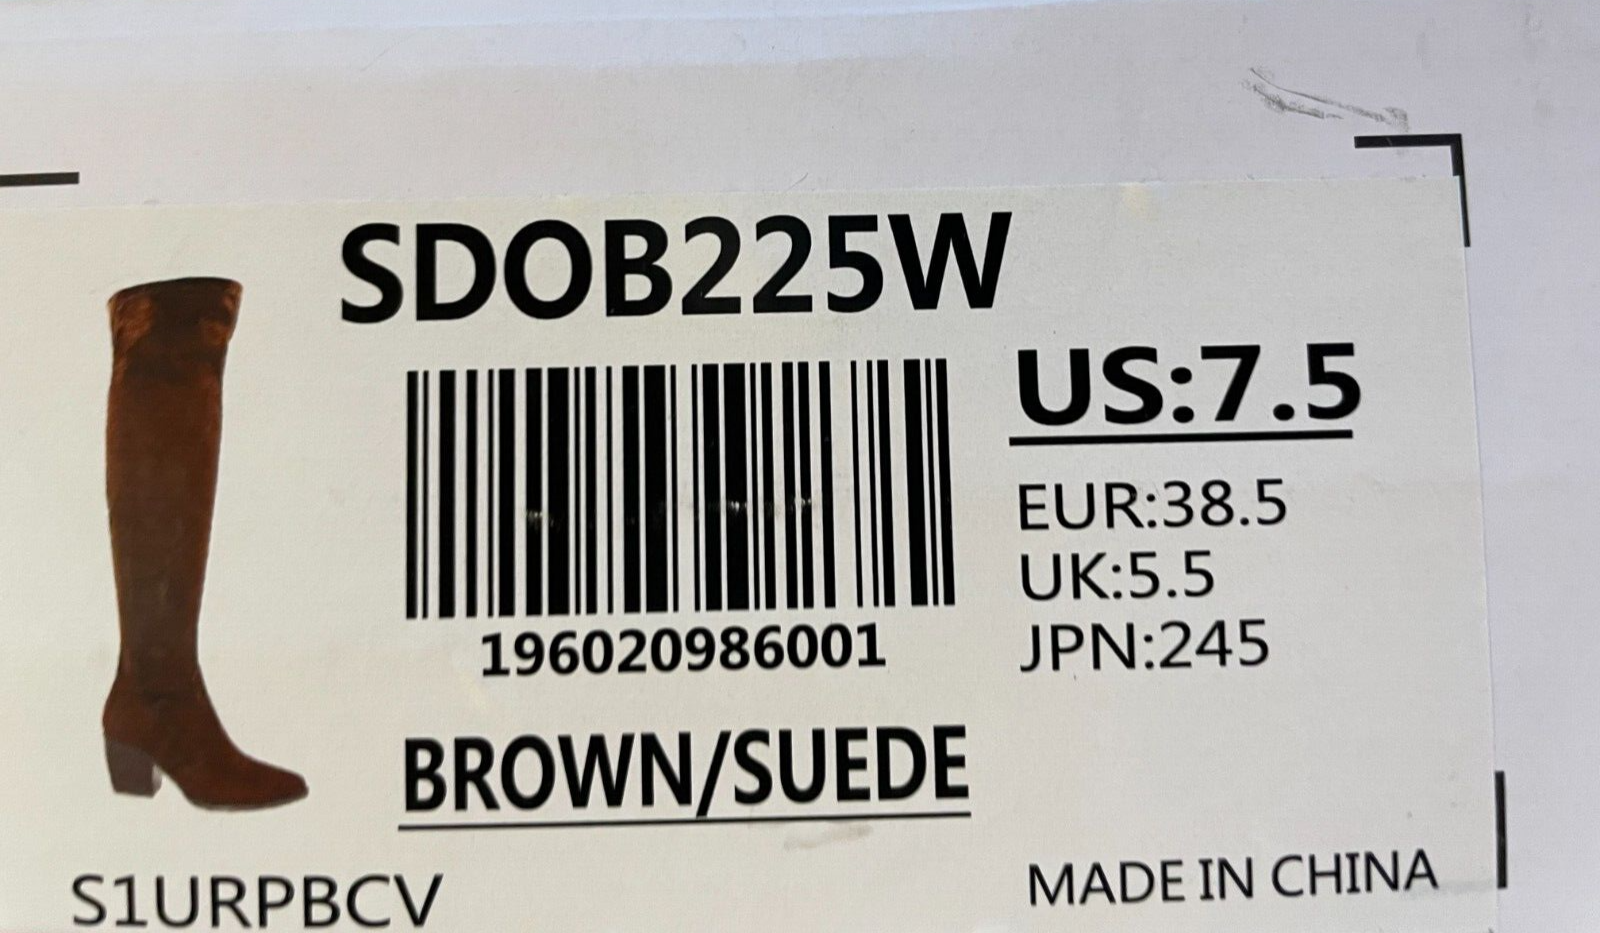 SDOB225W
US:7.5
EUR:38.5
UK:5.5
JPN:245
196020986001
BROWN/SUEDE
S1URPBCV
MADE IN CHINA